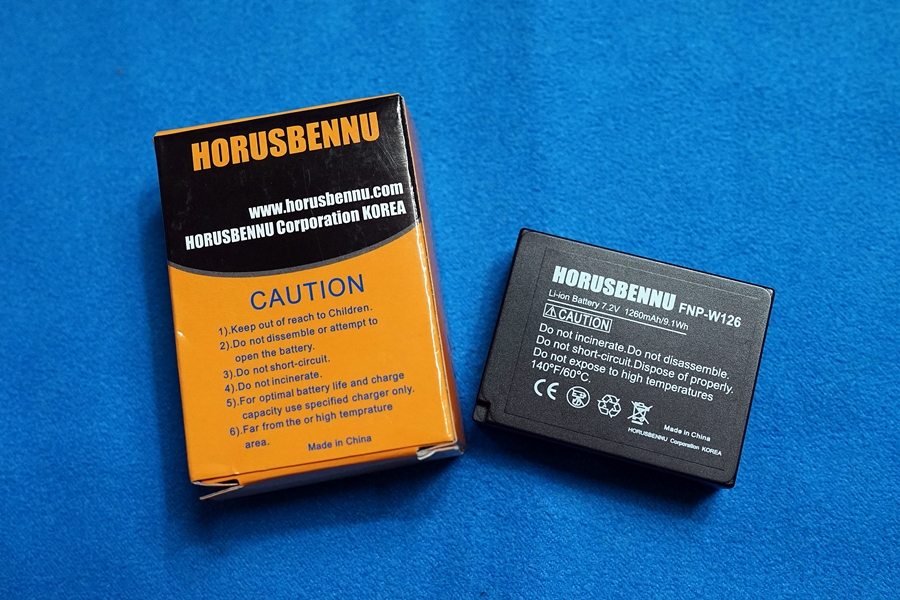 HORUSBENNU
www.horusbennu.com
HORUSBENNU Corporation KOREA
CAUTION
1).Keep out of reach to Children.
2).Do not dissemble or attempt to
open the battery.
3).Do not short-circuit.
4).Do not incinerate.
5).For optimal battery life and charge
capacity use specified charger only.
6).Far from the or high temprature
area.
Made in China
HORUSBENNU FNP-W126
Li-ion Battery 7.2V 1260mAh/9.1Wh
CAUTION
Do not incinerate.Do not disassemble.
Do not short-circuit.Dispose of properly.
Do not expose to high temperatures
140°F/60°C.
CE
Made in China
HORUSBENNU Corporation KOREA